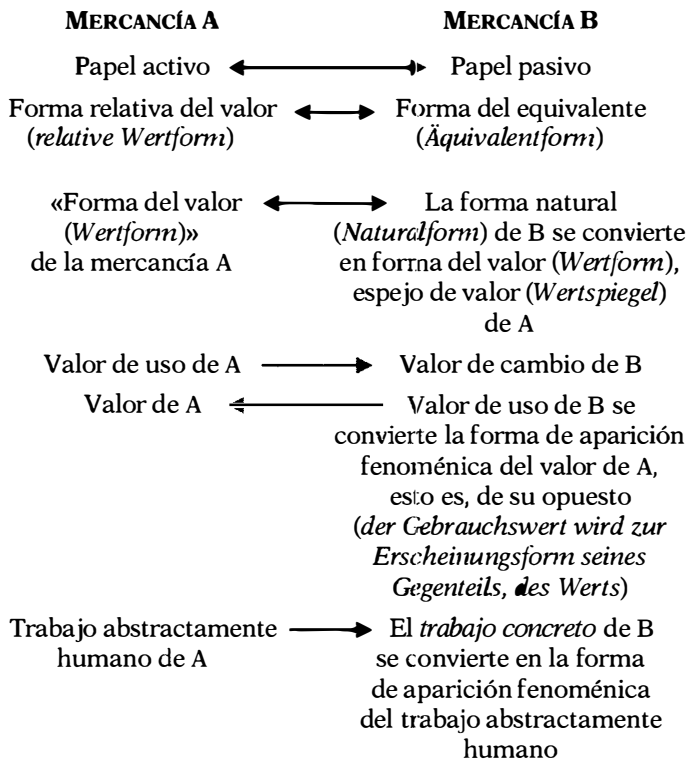 MERCANCÍA A MERCANCÍA B
Papel activo Papel pasivo
Forma relativa del valor Forma del equivalente
(relative Wertform) (Äquivalentform)
«Forma del valor La forma natural
(Wertform)» (Naturalform) de B se convierte
de la mercancía A en forma del valor (Wertform),
espejo de valor (Wertspiegel)
de A
Valor de uso de A Valor de cambio de B
Valor de A Valor de uso de B se
convierte la forma de aparición
fenoménica del valor de A,
esto es, de su opuesto
(der Gebrauchswert wird zur
Erscheinungsform seines
Gegenteils, des Werts)
Trabajo abstractamente El trabajo concreto de B
humano de A se convierte en la forma
de aparición fenoménica
del trabajo abstractamente
humano